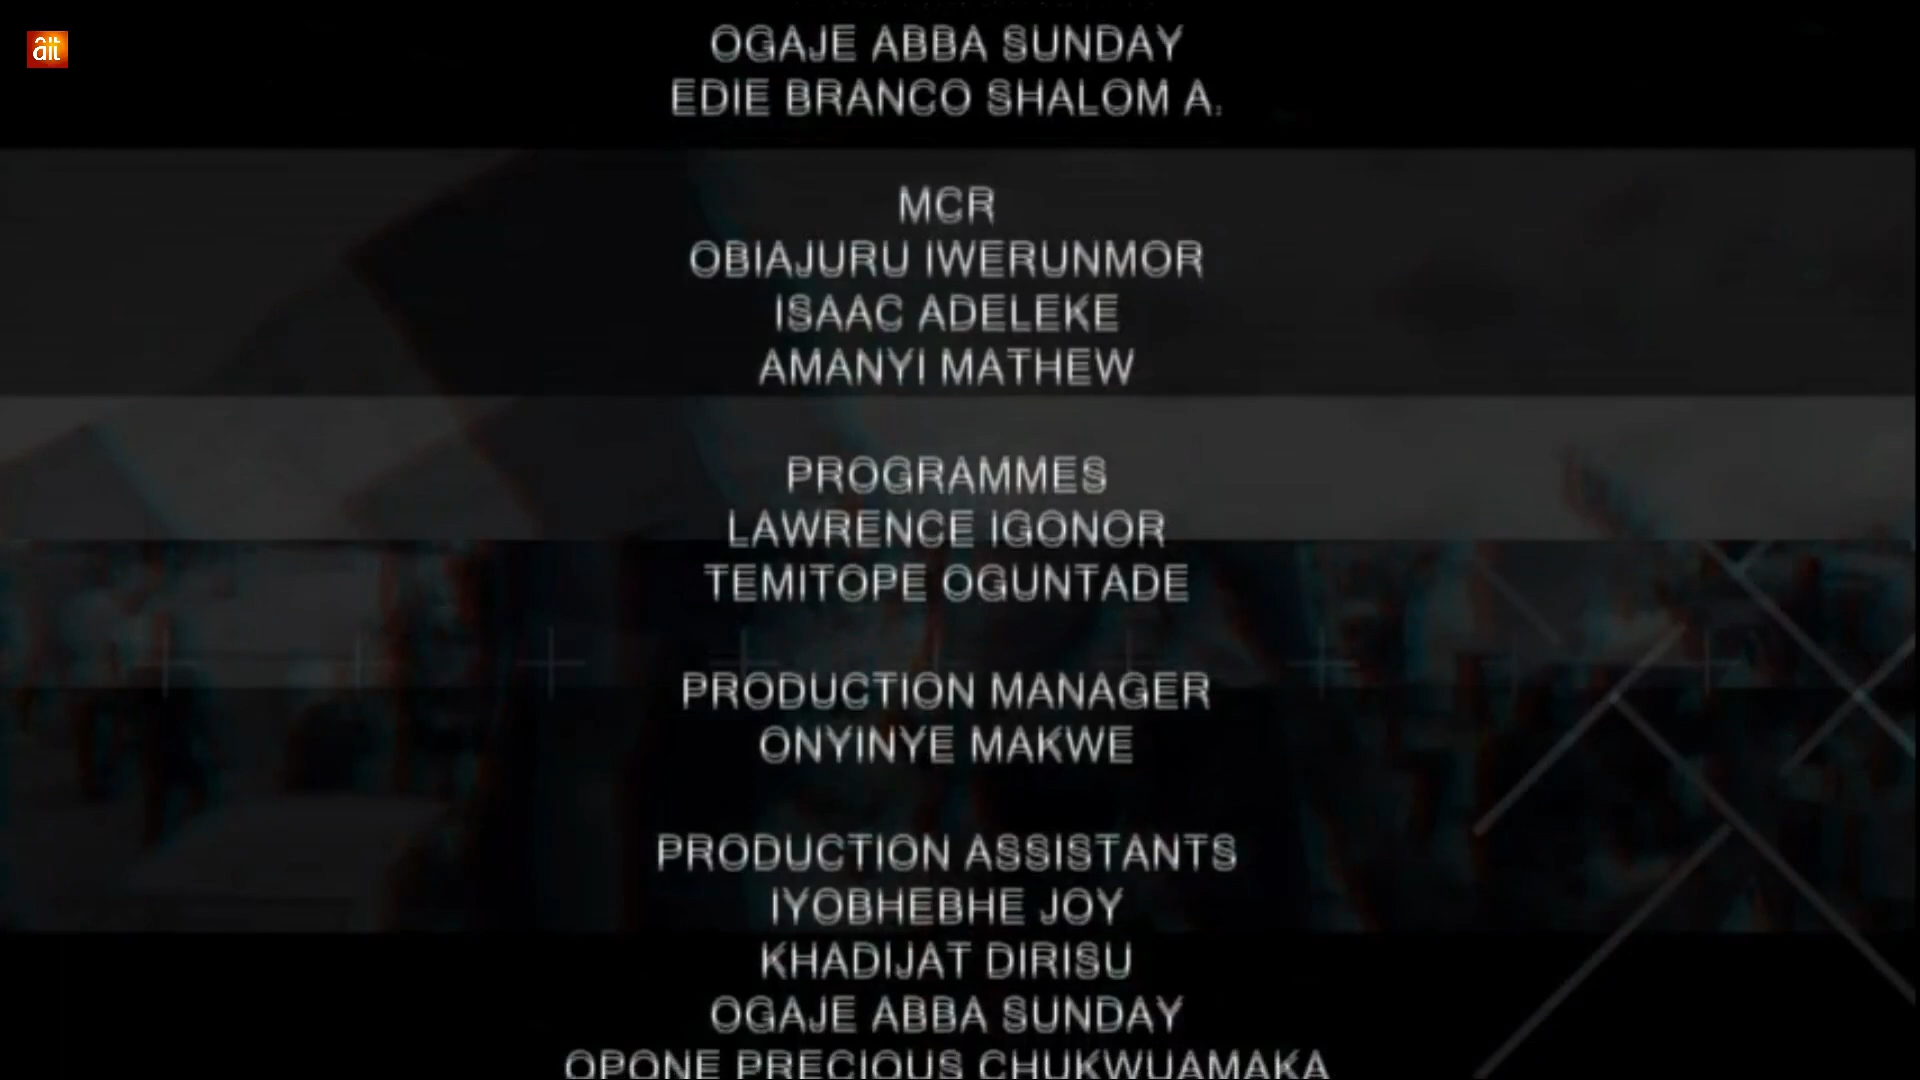 ait
OGAJE ABBA SUNDAY
EDIE BRANCO SHALOM A.
MCR
OBIAJURU IWERUNMOR
ISAAC ADELEKE
AMANYI MATHEW
PROGRAMMES
LAWRENCE IGONOR
TEMITOPE OGUNTADE
PRODUCTION MANAGER
ONYINYE MAKWE
PRODUCTION ASSISTANTS
IYOBHEBHE JOY
KHADIJAT DIRISU
OGAJE ABBA SUNDAY
OPONE PRECIOUS CHUKWUAMAKA